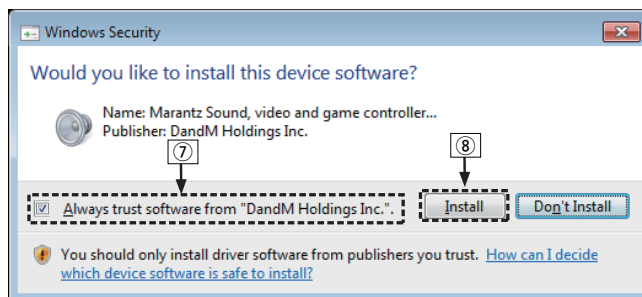 Windows Security
Would you like to install this device software?
Name: Marantz Sound, video and game controller...
Publisher: DandM Holdings Inc.
⑦
⑧
Always trust software from "DandM Holdings Inc.".
Install
Don't Install
You should only install driver software from publishers you trust. How can I decide
which device software is safe to install?